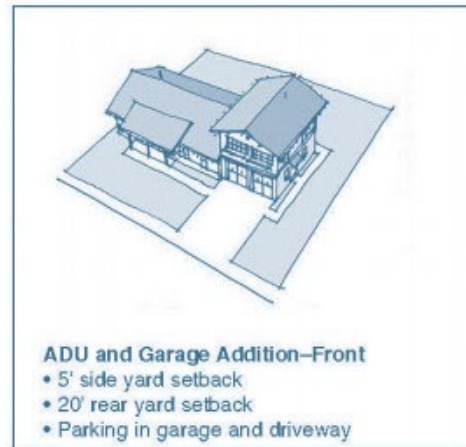 ADU and Garage Addition–Front
• 5' side yard setback
• 20' rear yard setback
• Parking in garage and driveway